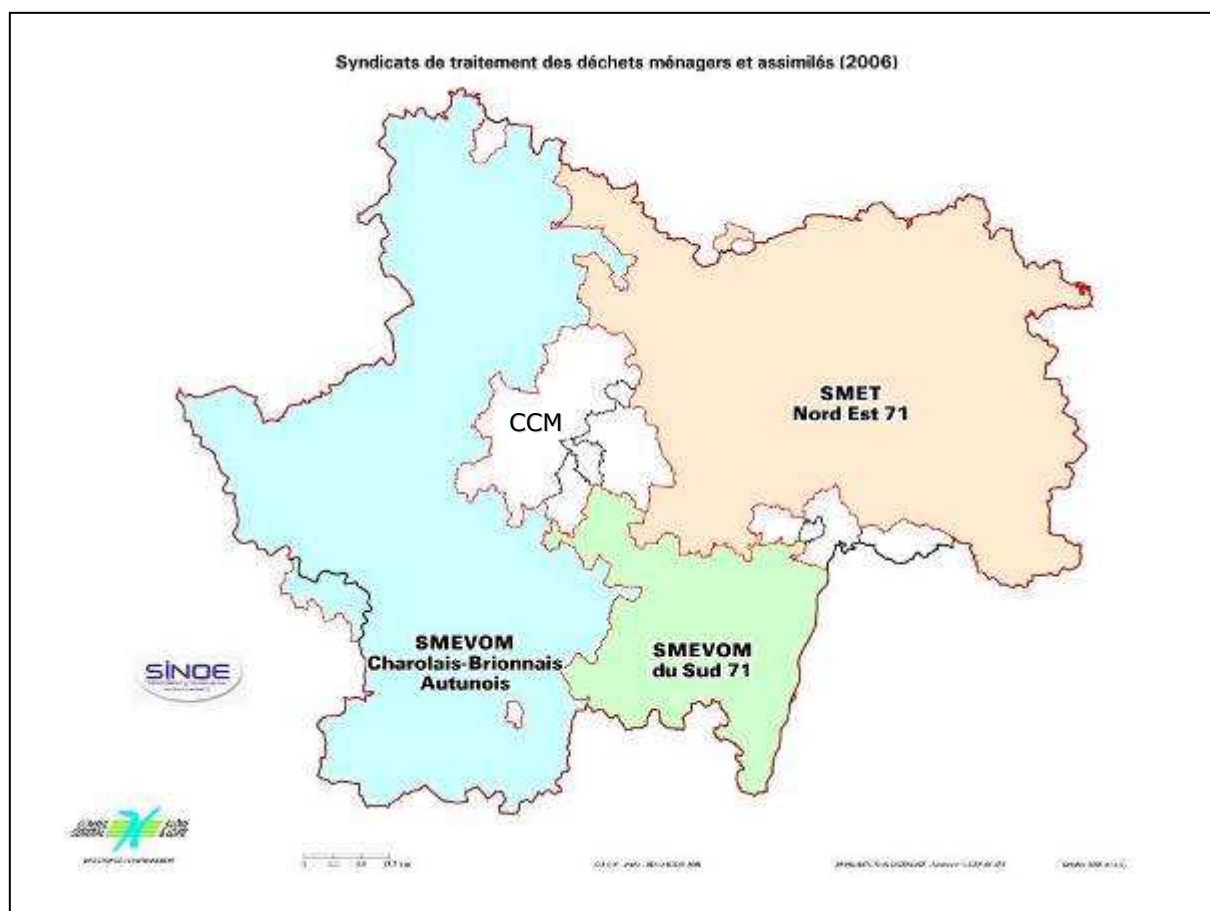 Syndicats de traitement des déchets ménagers et assimilés (2006)
CCM
SMET
Nord Est 71
SMEVOM
Charolais-Brionnais
Autunois
SMEVOM
du Sud 71
SINOE